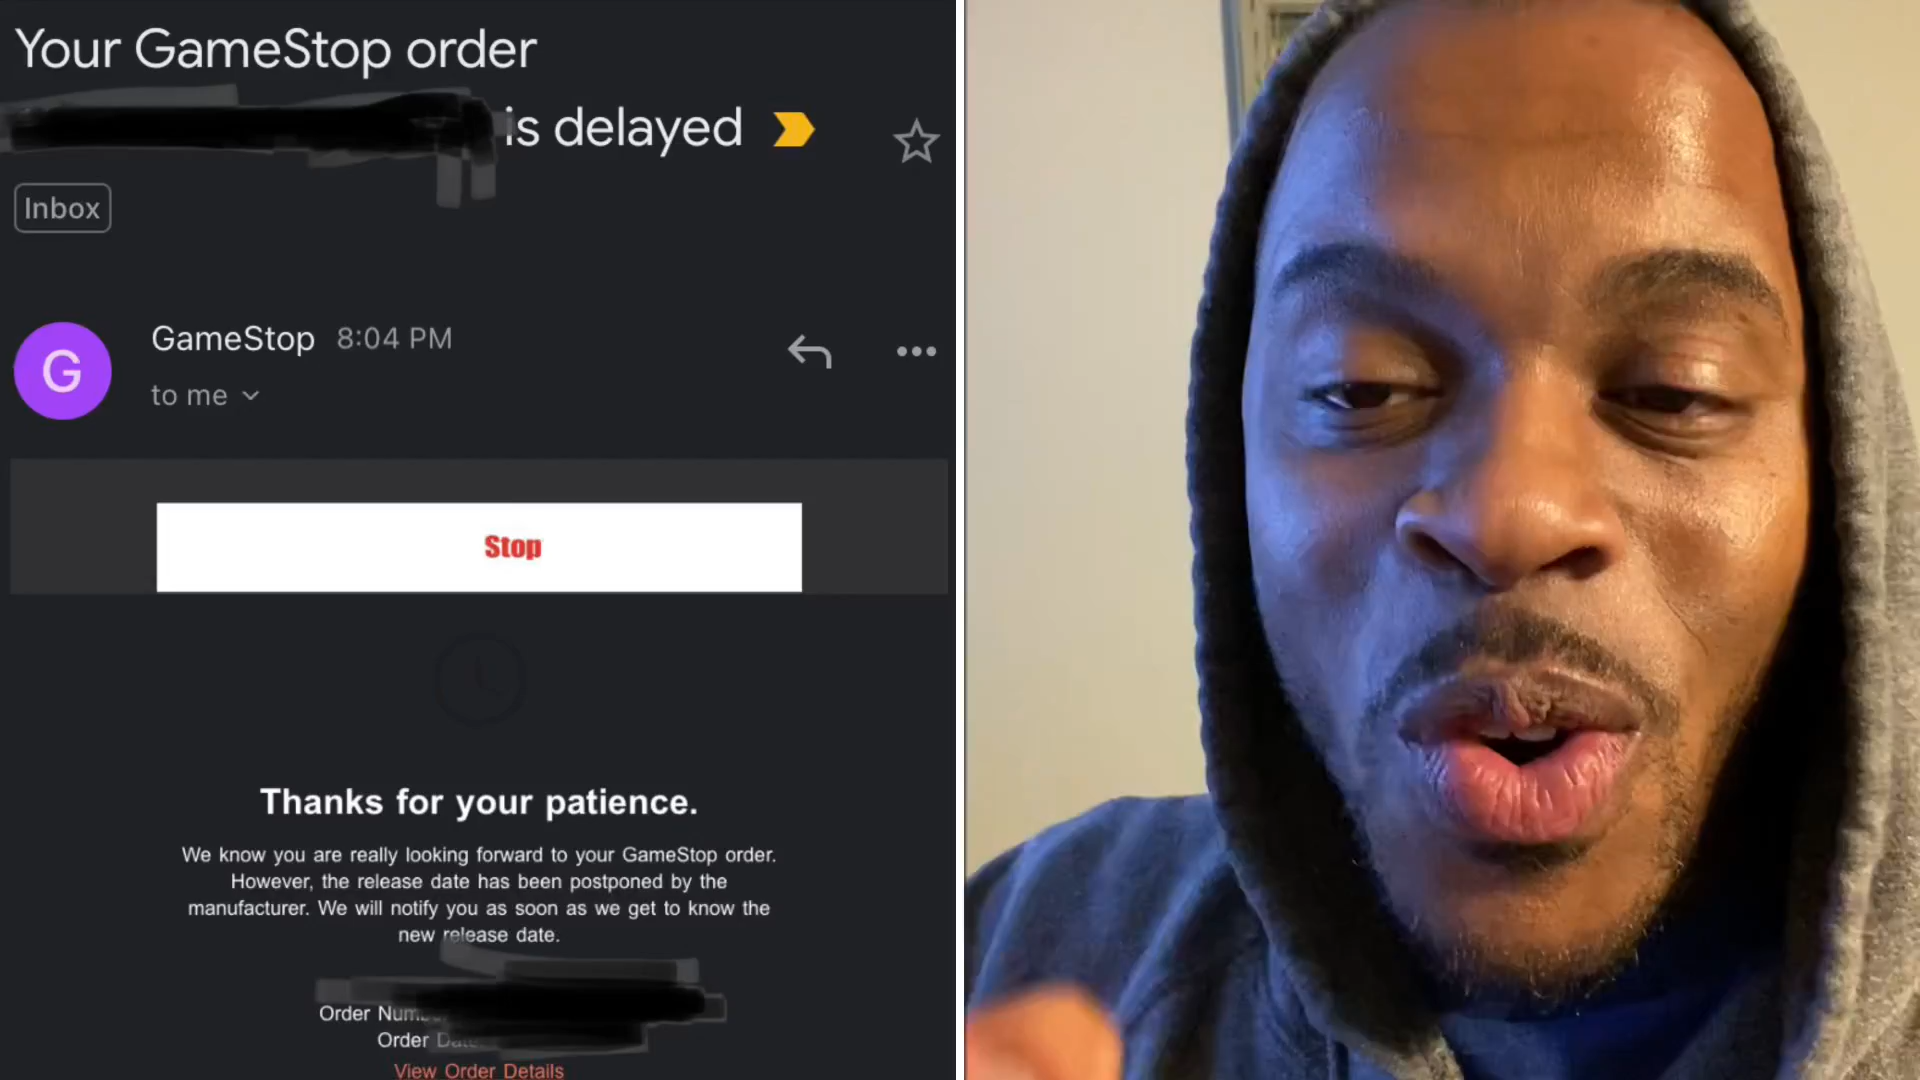 Your GameStop order
is delayed
Inbox
GameStop 8:04 PM
to me
G
Stop
Thanks for your patience.
We know you are really looking forward to your GameStop order.
However, the release date has been postponed by the
manufacturer. We will notify you as soon as we get to know the
new release date.
Order
Order
View Order Details